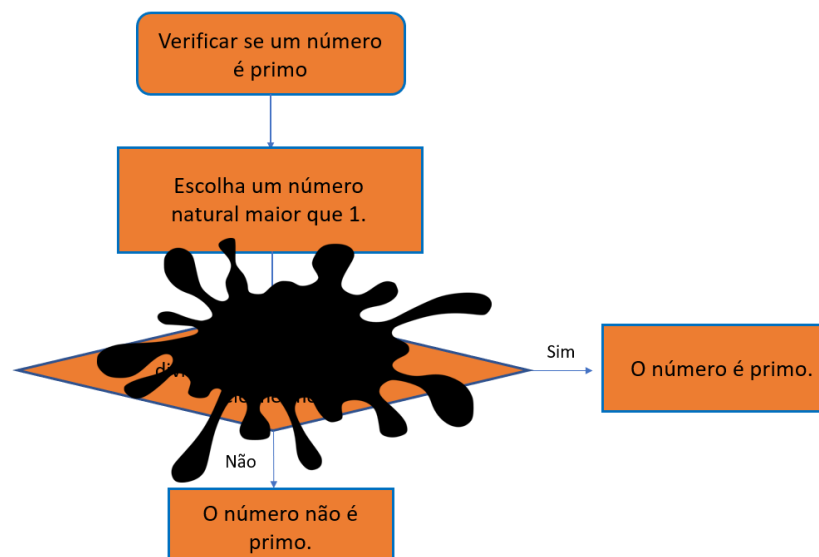 Verificar se um número
é primo
Escolha um número
natural maior que 1.
Sim
O número é primo.
Não
O número não é
primo.